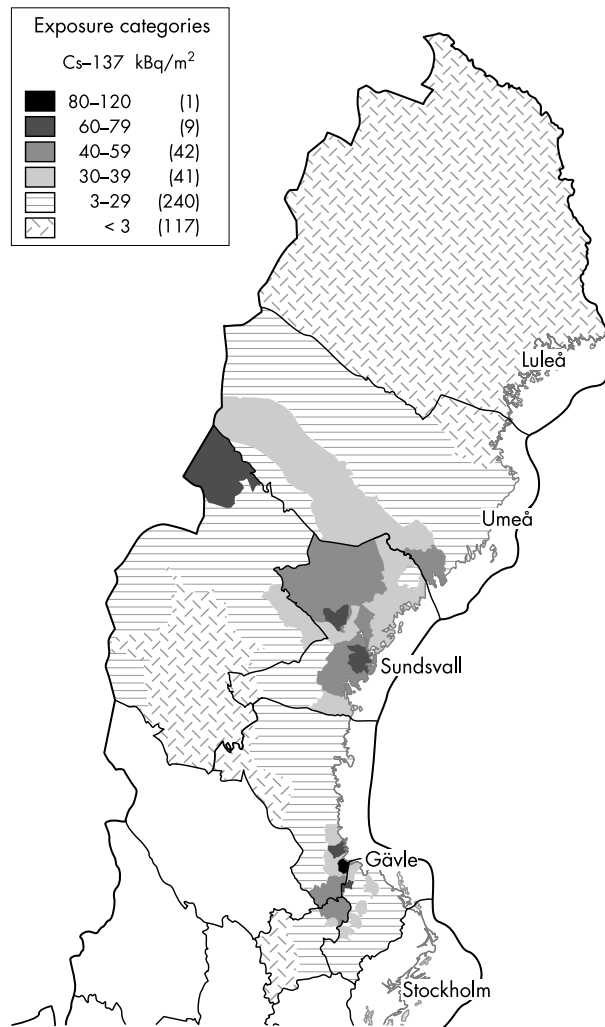 Exposure categories
Cs–137 kBq/m²
80–120 (1)
60–79 (9)
40–59 (42)
30–39 (41)
3–29 (240)
< 3 (117)
Luleå
Umeå
Sundsvall
Gävle
Stockholm